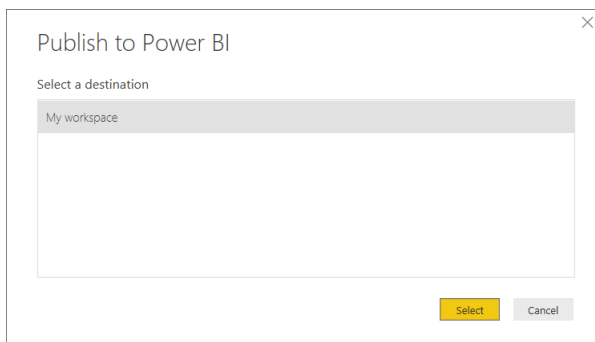 Publish to Power BI
Select a destination
My workspace
Select
Cancel